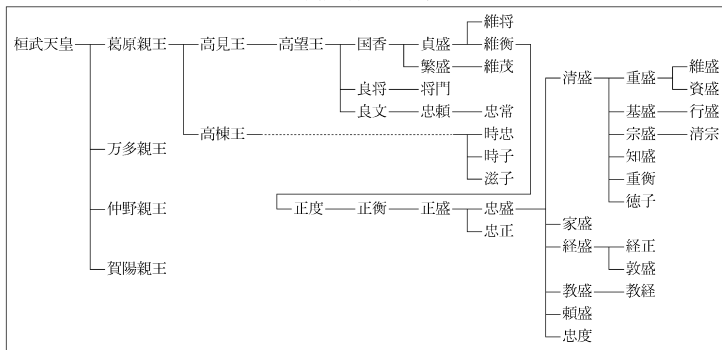 維将
桓武天皇 葛原親王 高見王 高望王 国香 貞盛 維衡
繁盛 維茂 維盛
清盛 重盛
良将 将門 資盛
良文 忠頼 忠常 基盛 行盛
高棟王 時忠 宗盛 清宗
万多親王
時子 知盛
滋子 重衡
徳子
仲野親王 正度 正衡 正盛 忠盛
家盛
忠正
経盛 経正
賀陽親王 敦盛
教盛 教経
頼盛
忠度